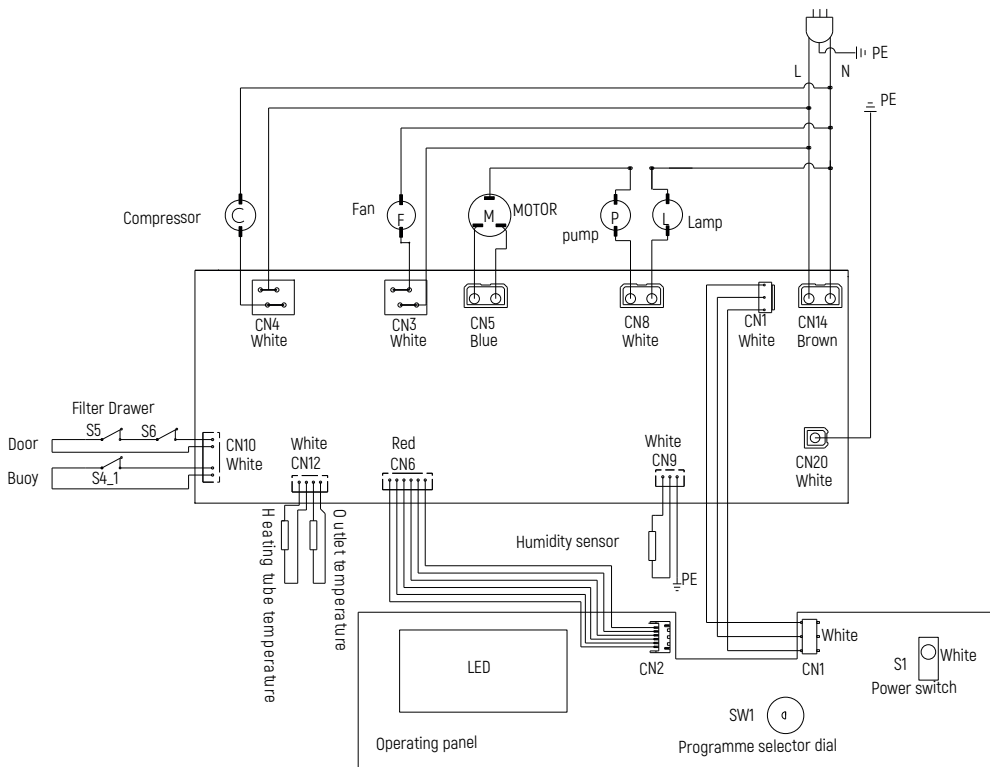 PE
L N
PE
Compressor
C
Fan
F
M
MOTOR
pump
P
L
Lamp
CN4
White
CN3
White
CN5
Blue
CN8
White
CN1
White
CN14
Brown
Filter Drawer
S5 S6
Door
Buoy
S4_1
CN10
White
White
CN12
Red
CN6
White
CN9
CN20
White
Heating tube temperature
Outlet temperature
Humidity sensor
PE
LED
CN2
Operating panel
White
CN1
S1
White
Power switch
SW1
Programme selector dial